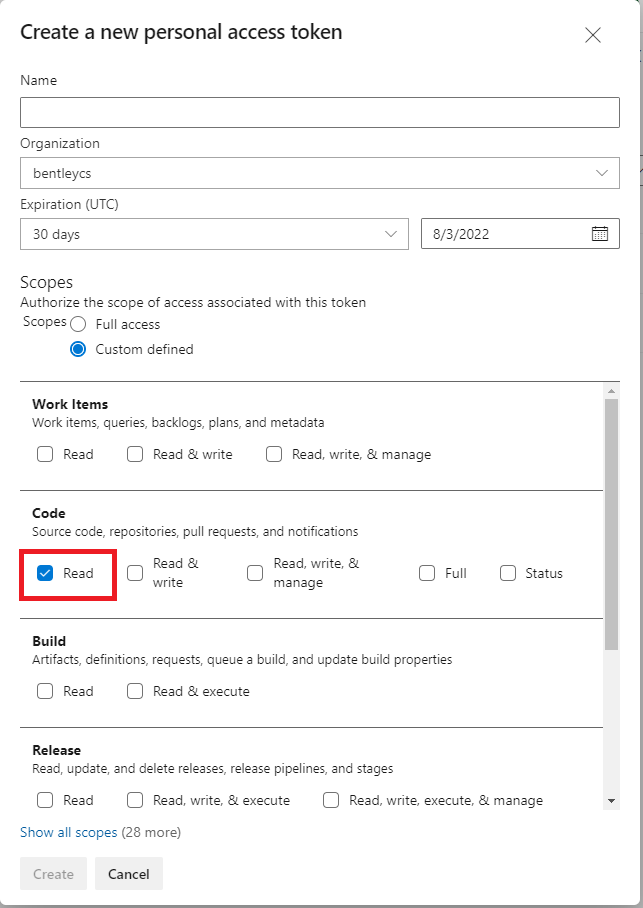 Create a new personal access token
Name
Organization
bentleycs
Expiration (UTC)
30 days
8/3/2022
Scopes
Authorize the scope of access associated with this token
Scopes
Full access
Custom defined
Work Items
Work items, queries, backlogs, plans, and metadata
Read
Read & write
Read, write, & manage
Code
Source code, repositories, pull requests, and notifications
Read
Read &
write
Read, write, &
manage
Full
Status
Build
Artifacts, definitions, requests, queue a build, and update build properties
Read
Read & execute
Release
Read, update, and delete releases, release pipelines, and stages
Read
Read, write, & execute
Read, write, execute, & manage
Show all scopes (28 more)
Create
Cancel